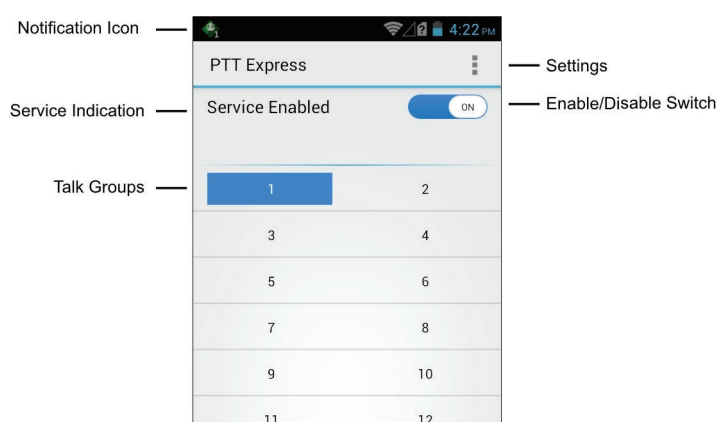 Notification Icon
1
?
4:22 PM
PTT Express
Settings
Service Indication
Service Enabled
ON
Enable/Disable Switch
Talk Groups
1 2
3 4
5 6
7 8
9 10
11 12